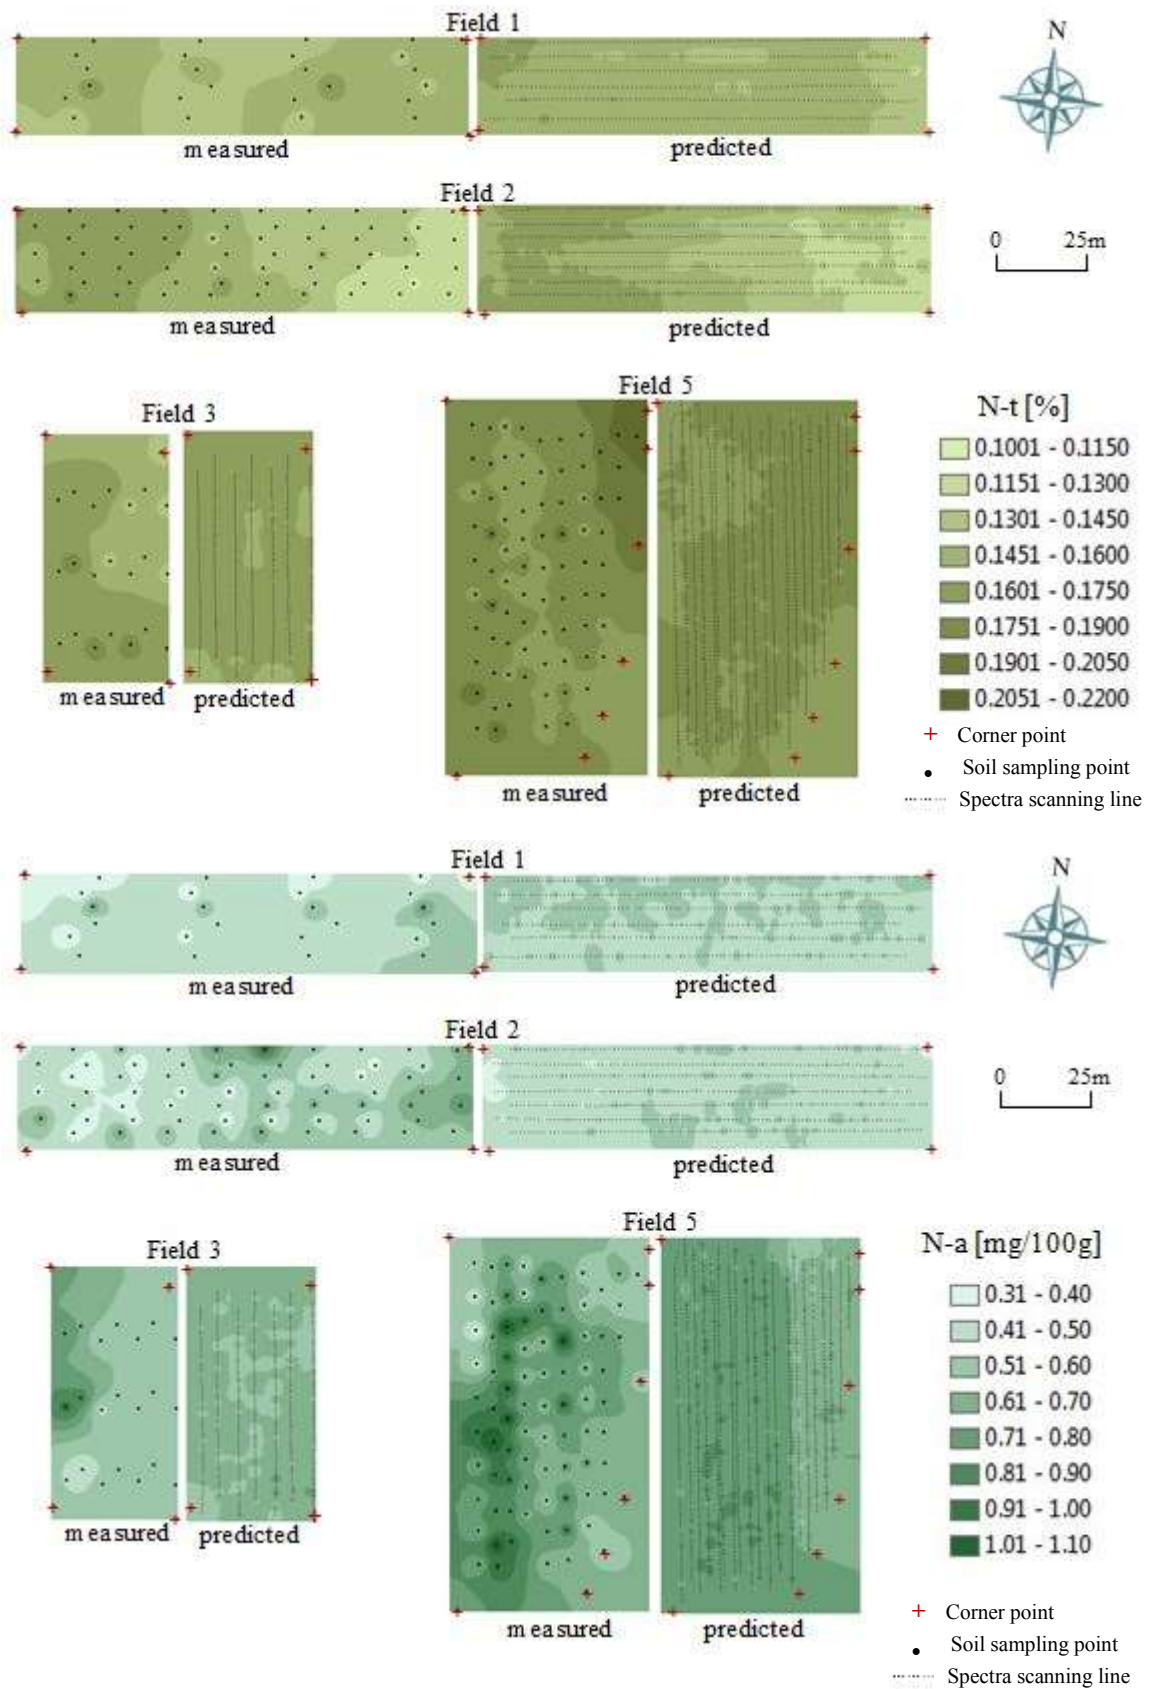 Field 1
N
measured
predicted
Field 2
0 25m
measured
predicted
Field 5
Field 3
N-t [%]
0.1001 - 0.1150
0.1151 - 0.1300
0.1301 - 0.1450
0.1451 - 0.1600
0.1601 - 0.1750
0.1751 - 0.1900
0.1901 - 0.2050
0.2051 - 0.2200
measured predicted
Corner point
Soil sampling point
measured
predicted
Spectra scanning line
Field 1
N
measured
predicted
Field 2
0 25m
measured
predicted
Field 5
Field 3
N-a [mg/100g]
0.31 - 0.40
0.41 - 0.50
0.51 - 0.60
0.61 - 0.70
0.71 - 0.80
0.81 - 0.90
0.91 - 1.00
1.01 - 1.10
measured predicted
Corner point
measured
predicted
Soil sampling point
Spectra scanning line